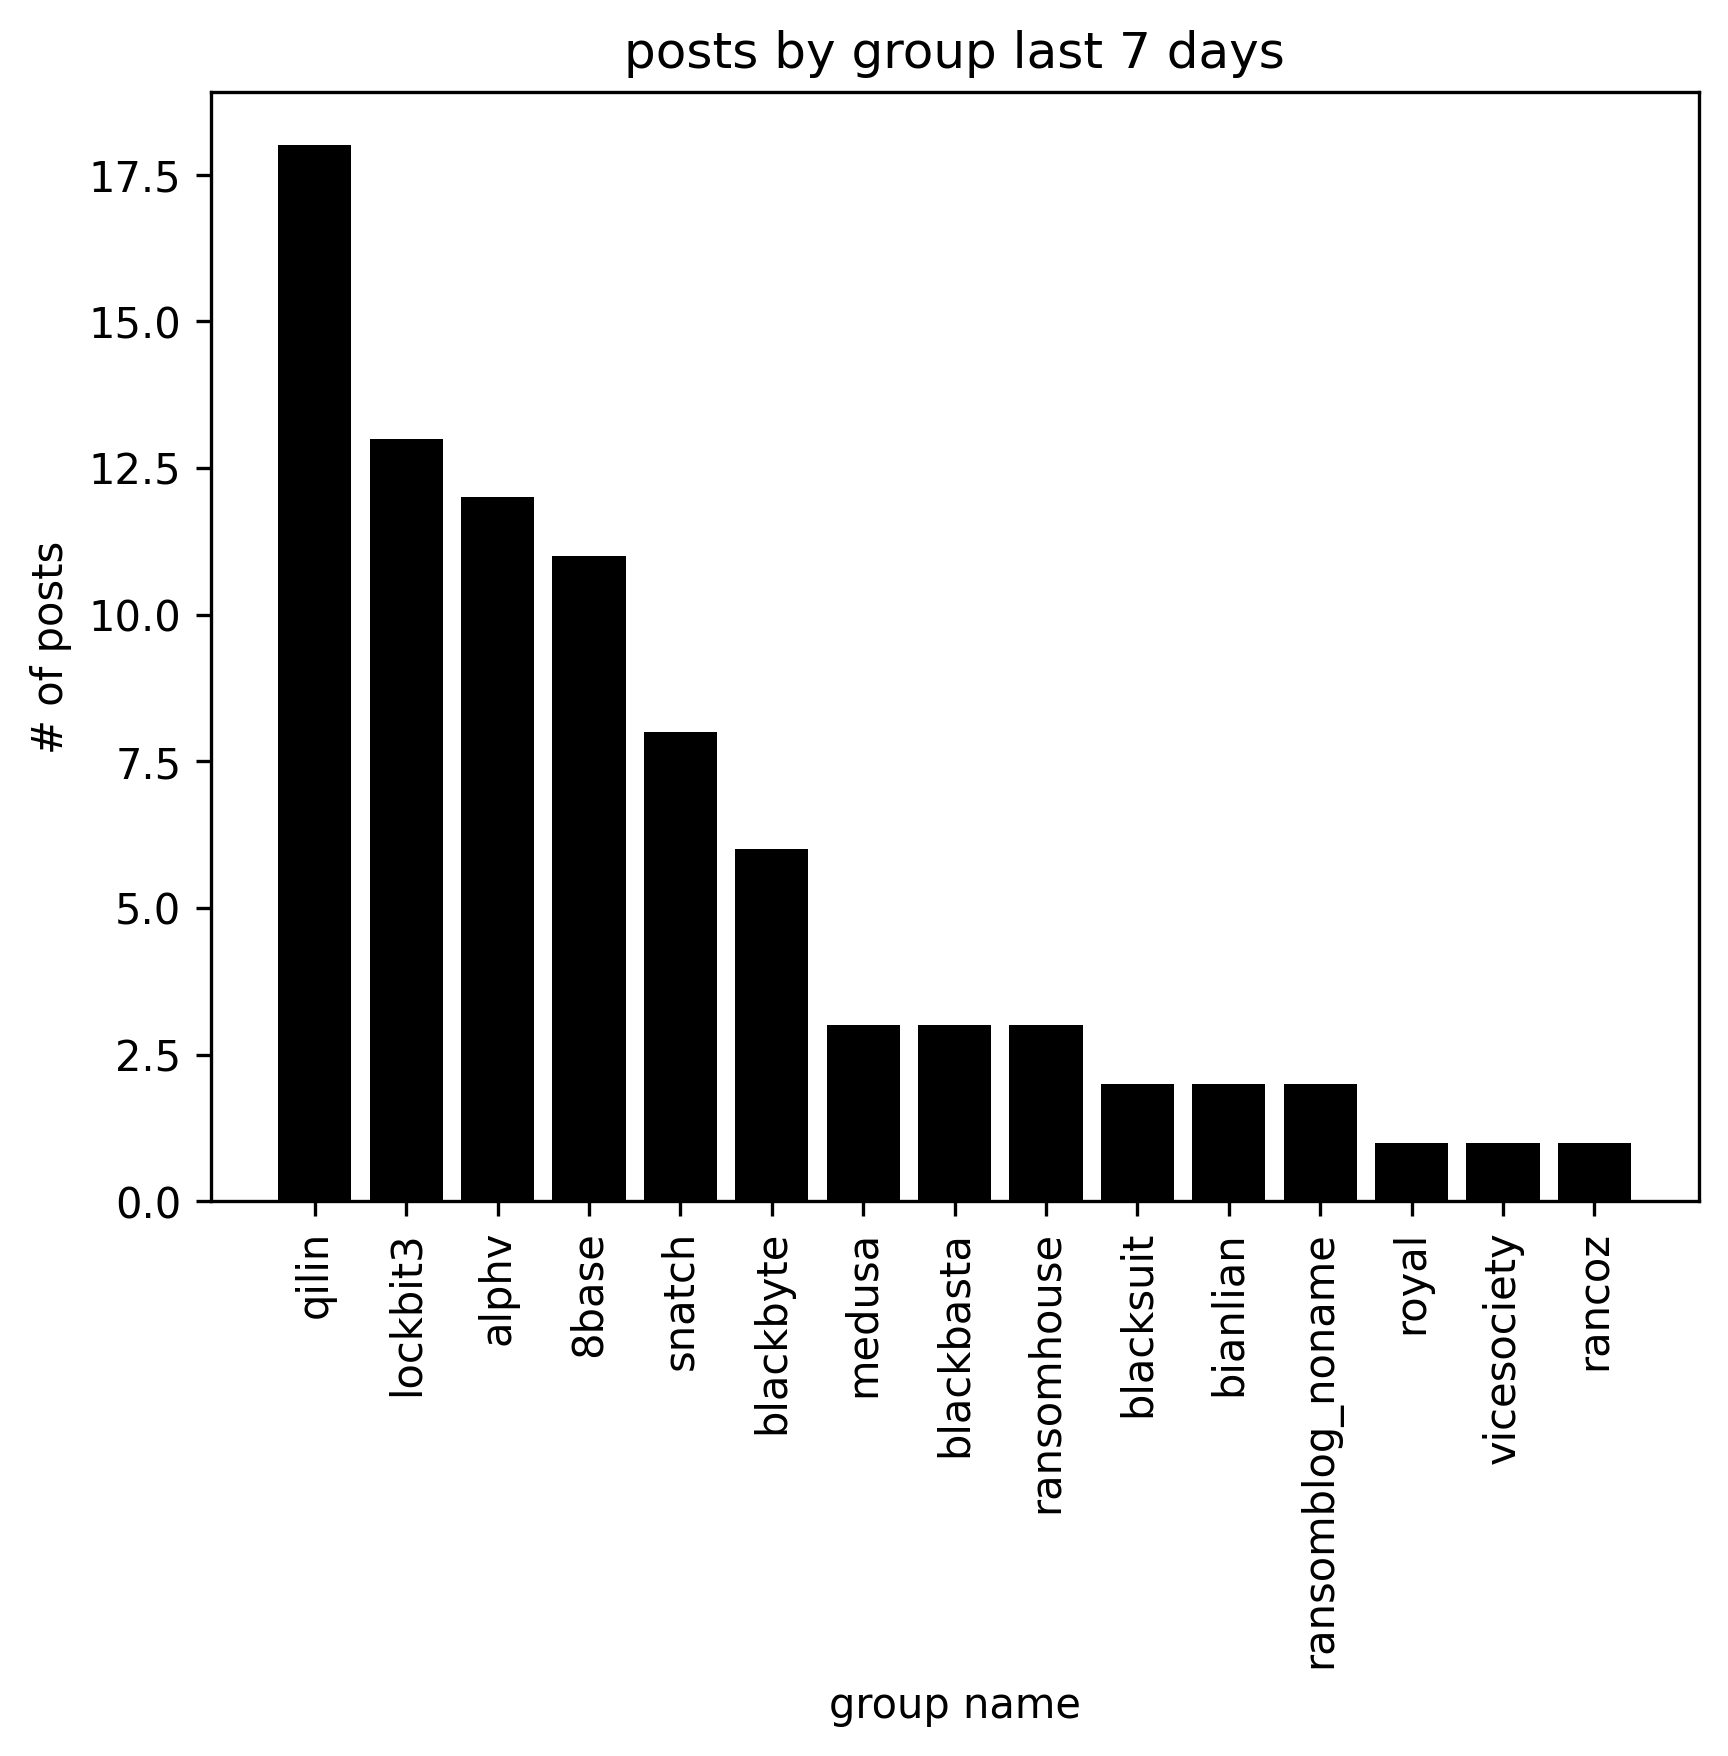 posts by group last 7 days
# of posts
17.5
15.0
12.5
10.0
7.5
5.0
2.5
0.0
qilin
lockbit3
alphv
8base
snatch
blackbyte
medusa
blackbasta
ransomhouse
blacksuit
bianlian
ransomblog_noname
royal
vicesociety
rancoz
group name